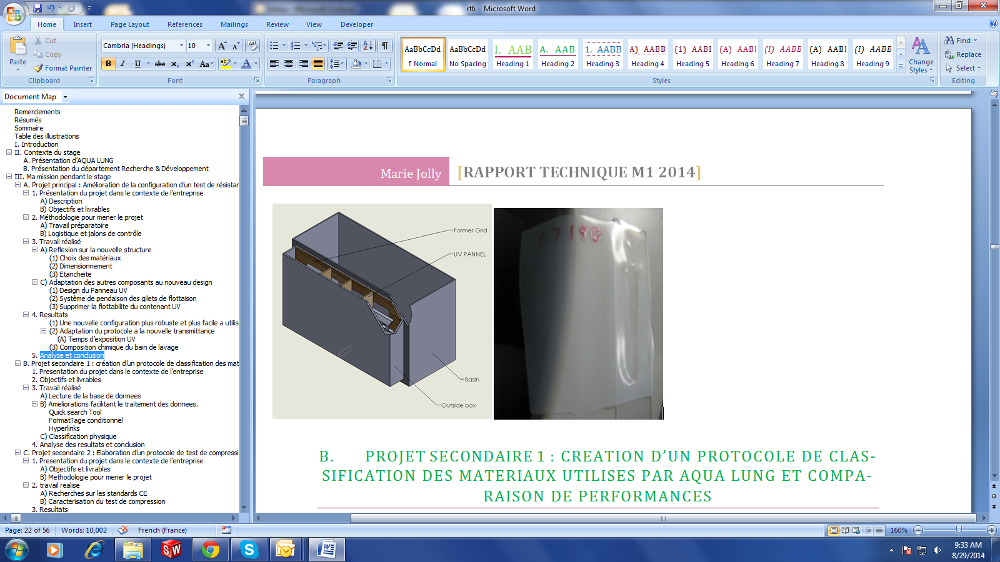 rt6 - Microsoft Word
Home Insert Page Layout References Mailings Review View Developer
Paste
Cut
Copy
Format Painter
Clipboard
Cambria (Headings) 10
B I U abc X₂ X² Aa
Font
Paragraph
AaBbCcDd AaBbCcDd I. AAB A. AAB 1. AABB A) AABB (1) AABB (A) AABB (I) AABB (A) AABB (I) AABB
¶ Normal No Spacing Heading 1 Heading 2 Heading 3 Heading 4 Heading 5 Heading 6 Heading 7 Heading 8 Heading 9
Change Styles
Styles
Find
Replace
Select
Editing
Document Map
Remerciements
Résumés
Sommaire
Table des illustrations
I. Introduction
II. Contexte du stage
A. Présentation d'AQUA LUNG
B. Présentation du département Recherche & Développement
III. Ma mission pendant le stage
A. Projet principal : Amélioration de la configuration d'un test de résistar
1. Présentation du projet dans le contexte de l'entreprise
A) Description
B) Objectifs et livrables
2. Méthodologie pour mener le projet
A) Travail préparatoire
B) Logistique et jalons de contrôle
3. Travail réalisé
A) Reflexion sur la nouvelle structure
(1) Choix des matériaux
(2) Dimensionnement
(3) Etancheite
C) Adaptation des autres composants au nouveau design
(1) Design du Panneau UV
(2) Système de pendaison des gilets de flottaison
(3) Supprimer la flottabilite du contenant UV
4. Resultats
(1) Une nouvelle configuration plus robuste et plus facile a utilis
(2) Adaptation du protocole a la nouvelle transmittance
(A) Temps d'exposition UV
(3) Composition chimique du bain de lavage
5. Analyse et conclusion
B. Projet secondaire 1 : création d'un protocole de classification des mat
1. Presentation du projet dans le contexte de l'entreprise
2. Objectifs et livrables
3. Travail réalisé
A) Lecture de la base de donnees
B) Ameliorations facilitant le traitement des donnees.
Quick search Tool
FormatTage conditionnel
Hyperlinks
C) Classification physique
4. Analyse des resultats et conclusion
C. Projet secondaire 2 : Elaboration d'un protocole de test de compressi
1. Presentation du projet dans le contexte de l'entreprise
A) Objectifs et livrables
B) Methodologie pour mener le projet
2. travail realise
A) Recherches sur les standards CE
B) Caracterisation du test de compression
3. Resultats
Marie Jolly [RAPPORT TECHNIQUE M1 2014]
Former Grid
UV PANNEL
Basin
Outside box
17140
B. PROJET SECONDAIRE 1 : CREATION D'UN PROTOCOLE DE CLAS-
SIFICATION DES MATERIAUX UTILISES PAR AQUA LUNG ET COMPA-
RAISON DE PERFORMANCES
Page: 22 of 56 Words: 10,002 French (France) 160%
9:33 AM
8/29/2014